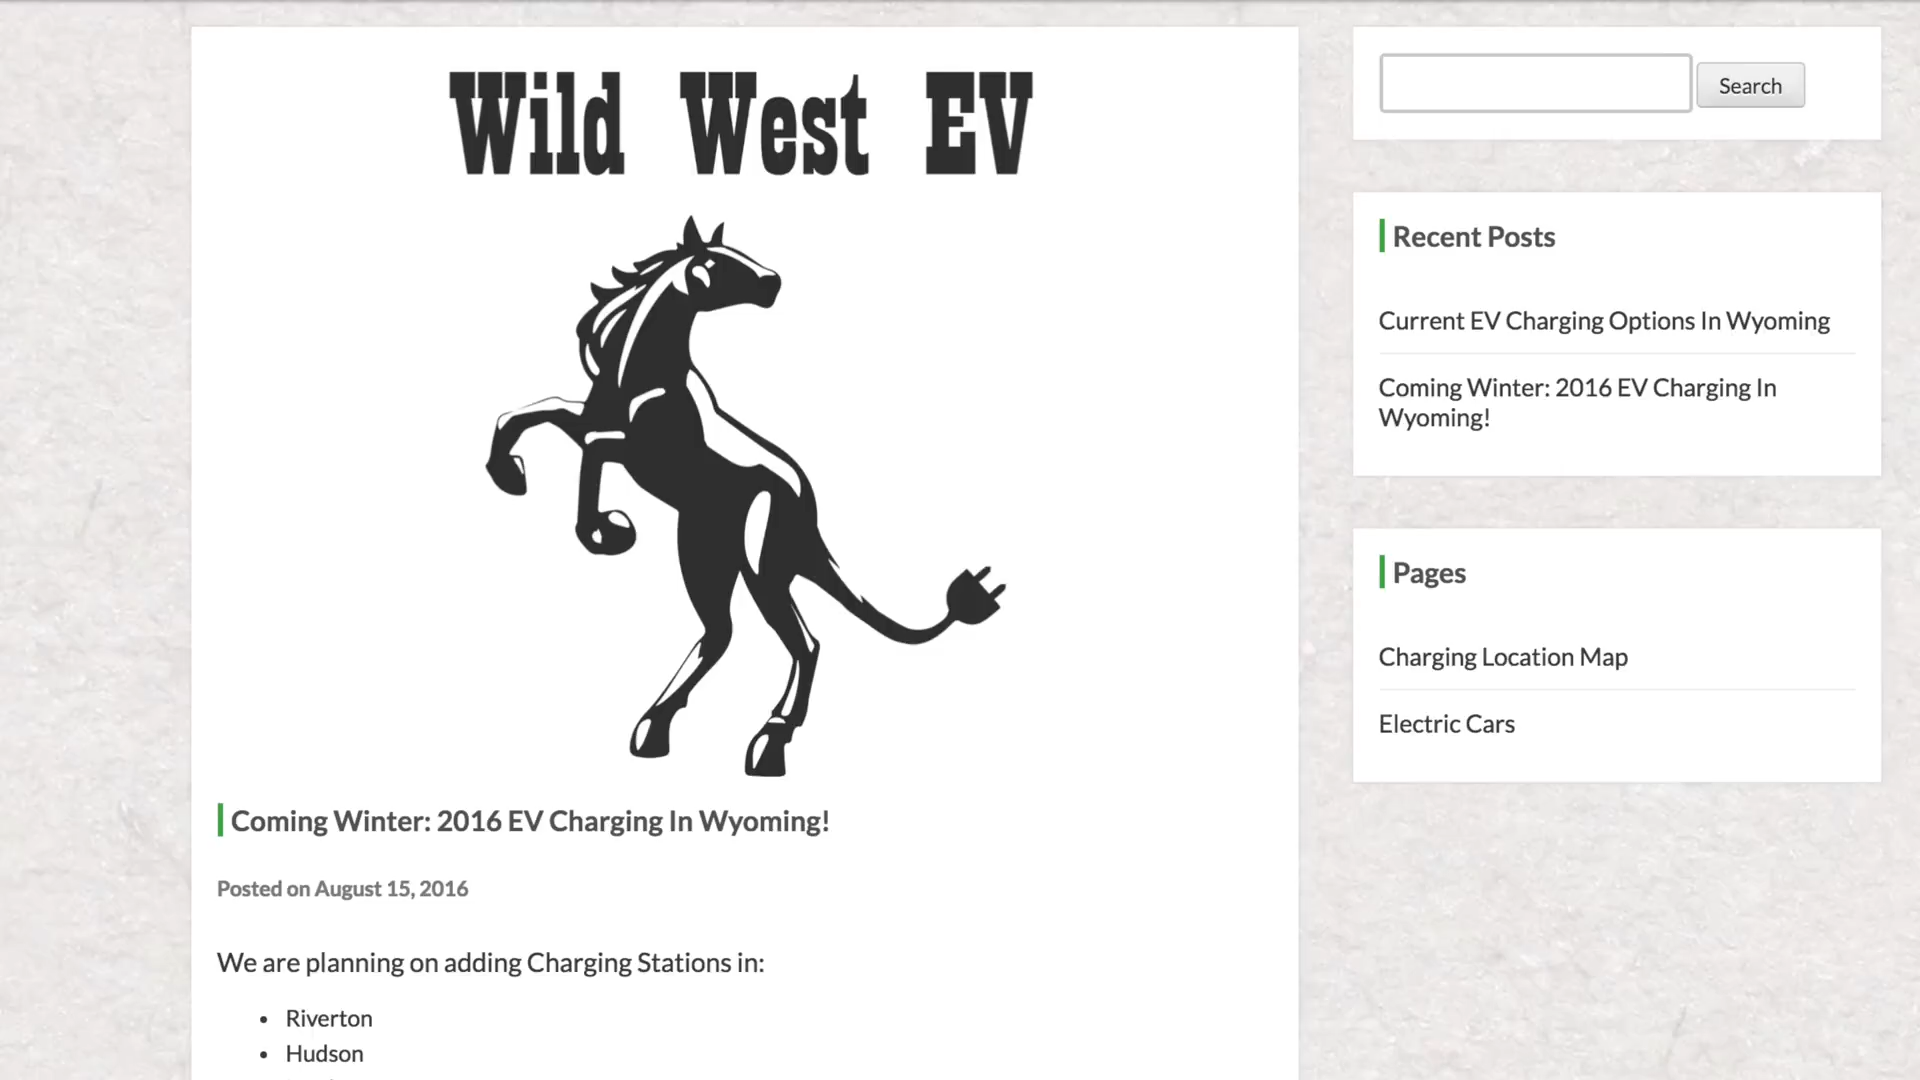 Wild West EV
Coming Winter: 2016 EV Charging In Wyoming!
Posted on August 15, 2016
We are planning on adding Charging Stations in:
Riverton
Hudson
Search
Recent Posts
Current EV Charging Options In Wyoming
Coming Winter: 2016 EV Charging In
Wyoming!
Pages
Charging Location Map
Electric Cars